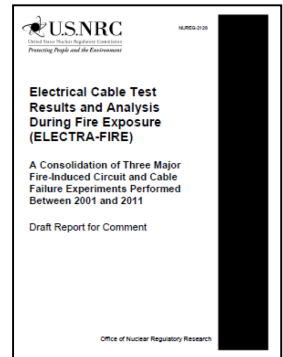 U.S.NRC
NUREG-2128
United States Nuclear Regulatory Commission
Protecting People and the Environment
Electrical Cable Test
Results and Analysis
During Fire Exposure
(ELECTRA-FIRE)
A Consolidation of Three Major
Fire-Induced Circuit and Cable
Failure Experiments Performed
Between 2001 and 2011
Draft Report for Comment
Office of Nuclear Regulatory Research